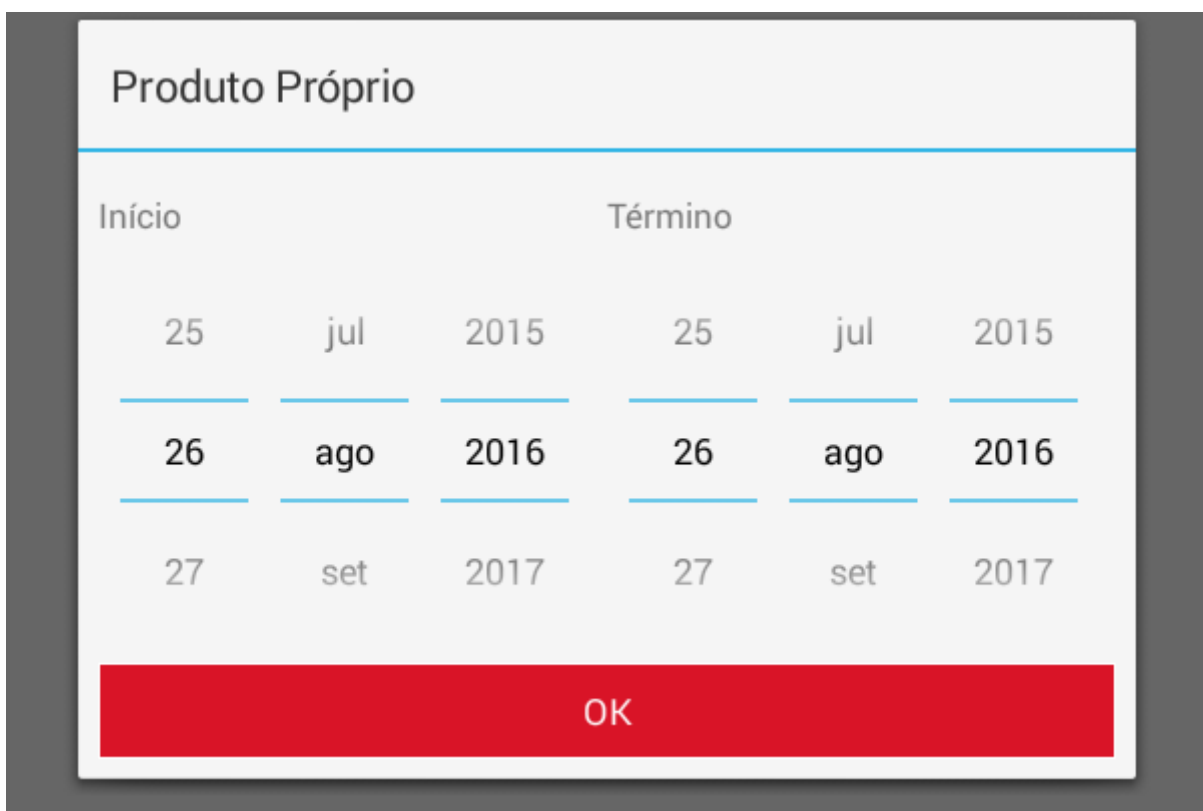 Produto Próprio
Início Término
25 jul 2015 25 jul 2015
26 ago 2016 26 ago 2016
27 set 2017 27 set 2017
OK